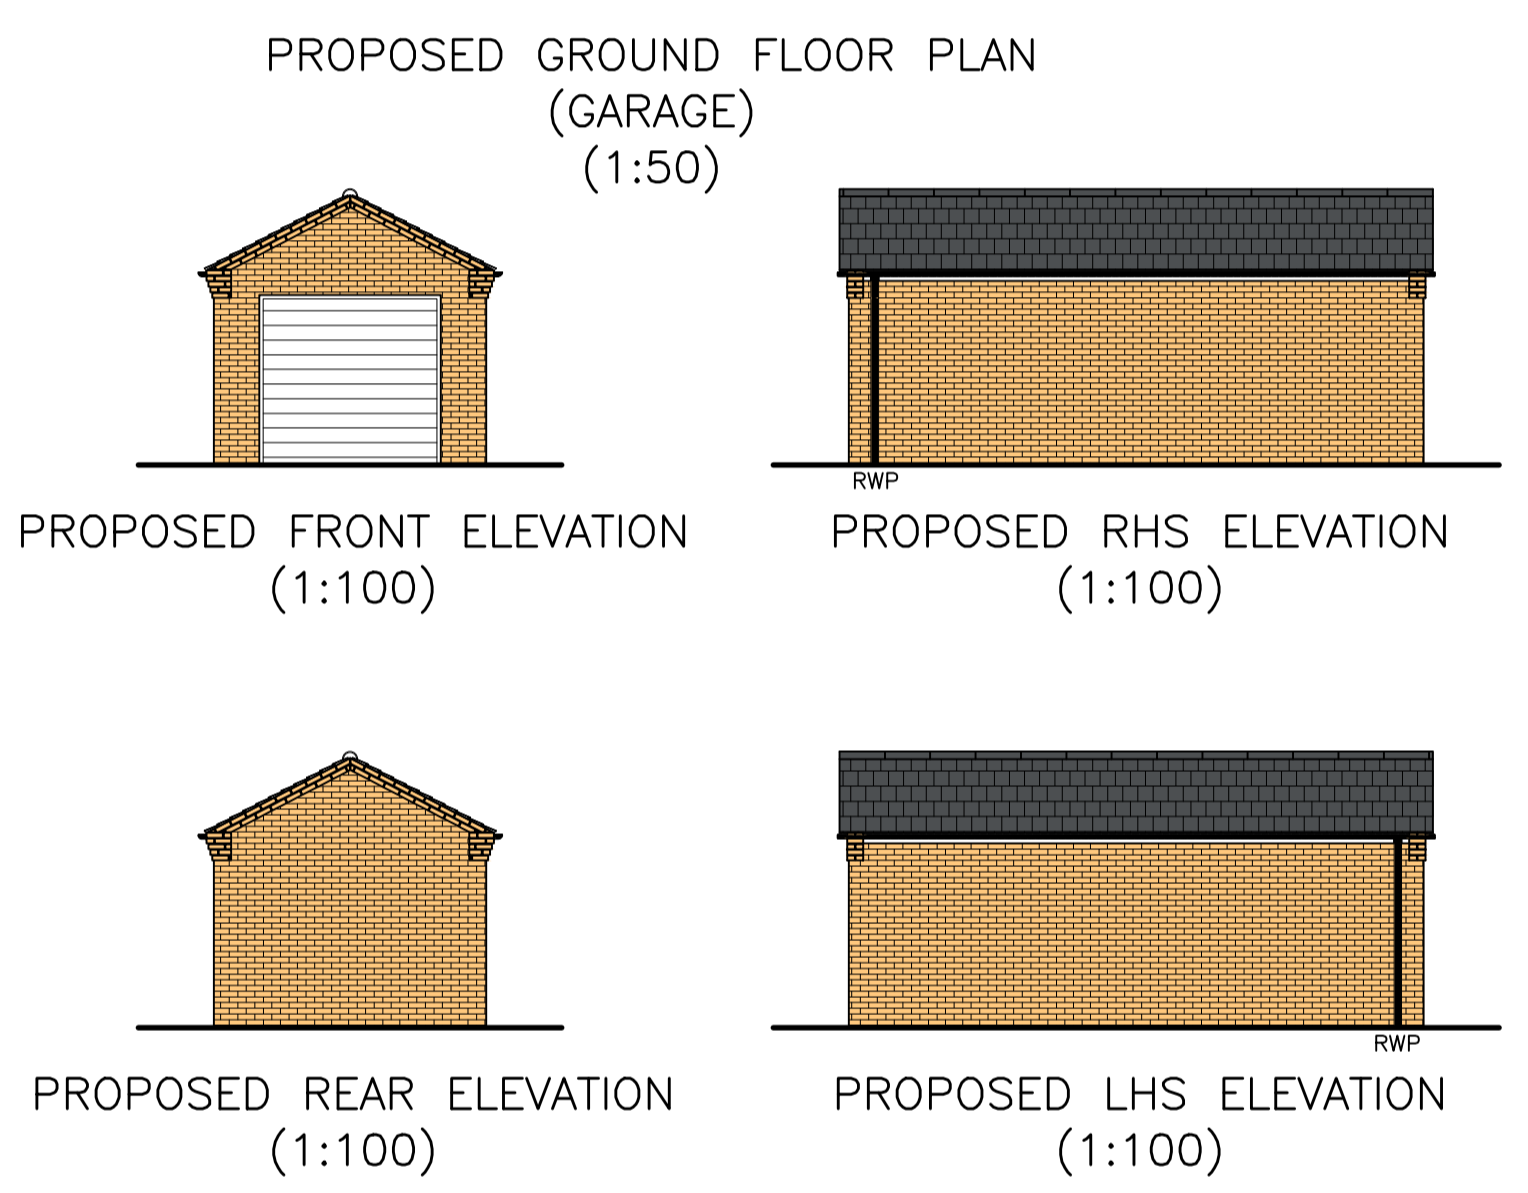 PROPOSED GROUND FLOOR PLAN
(GARAGE)
(1:50)
RWP
PROPOSED FRONT ELEVATION
(1:100)
PROPOSED RHS ELEVATION
(1:100)
RWP
PROPOSED REAR ELEVATION
(1:100)
PROPOSED LHS ELEVATION
(1:100)